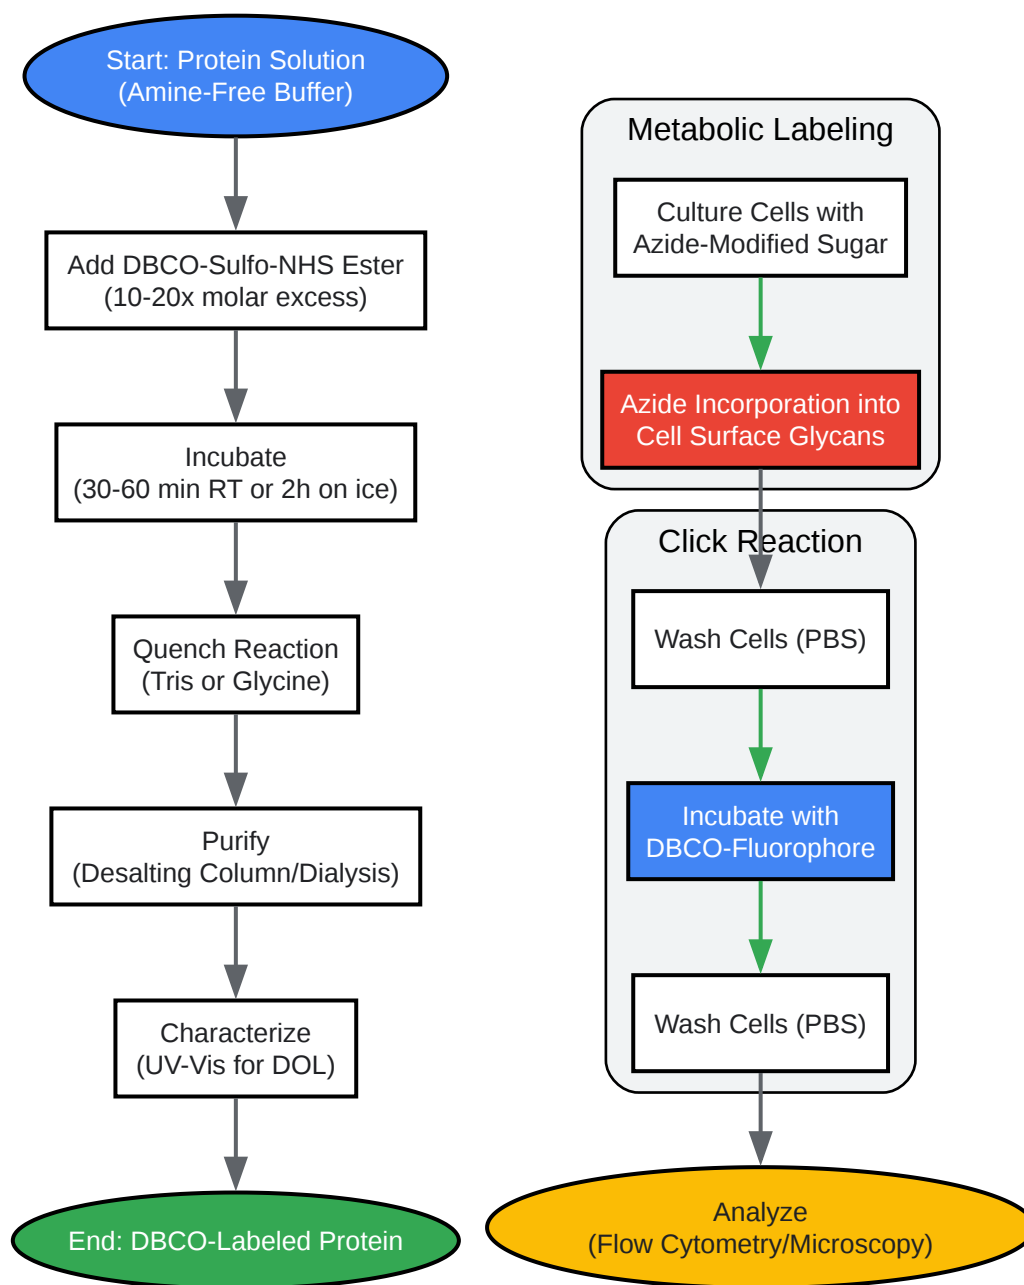 Start: Protein Solution
(Amine-Free Buffer)
Add DBCO-Sulfo-NHS Ester
(10-20x molar excess)
Incubate
(30-60 min RT or 2h on ice)
Quench Reaction
(Tris or Glycine)
Purify
(Desalting Column/Dialysis)
Characterize
(UV-Vis for DOL)
End: DBCO-Labeled Protein
Metabolic Labeling
Culture Cells with
Azide-Modified Sugar
Azide Incorporation into
Cell Surface Glycans
Click Reaction
Wash Cells (PBS)
Incubate with
DBCO-Fluorophore
Wash Cells (PBS)
Analyze
(Flow Cytometry/Microscopy)